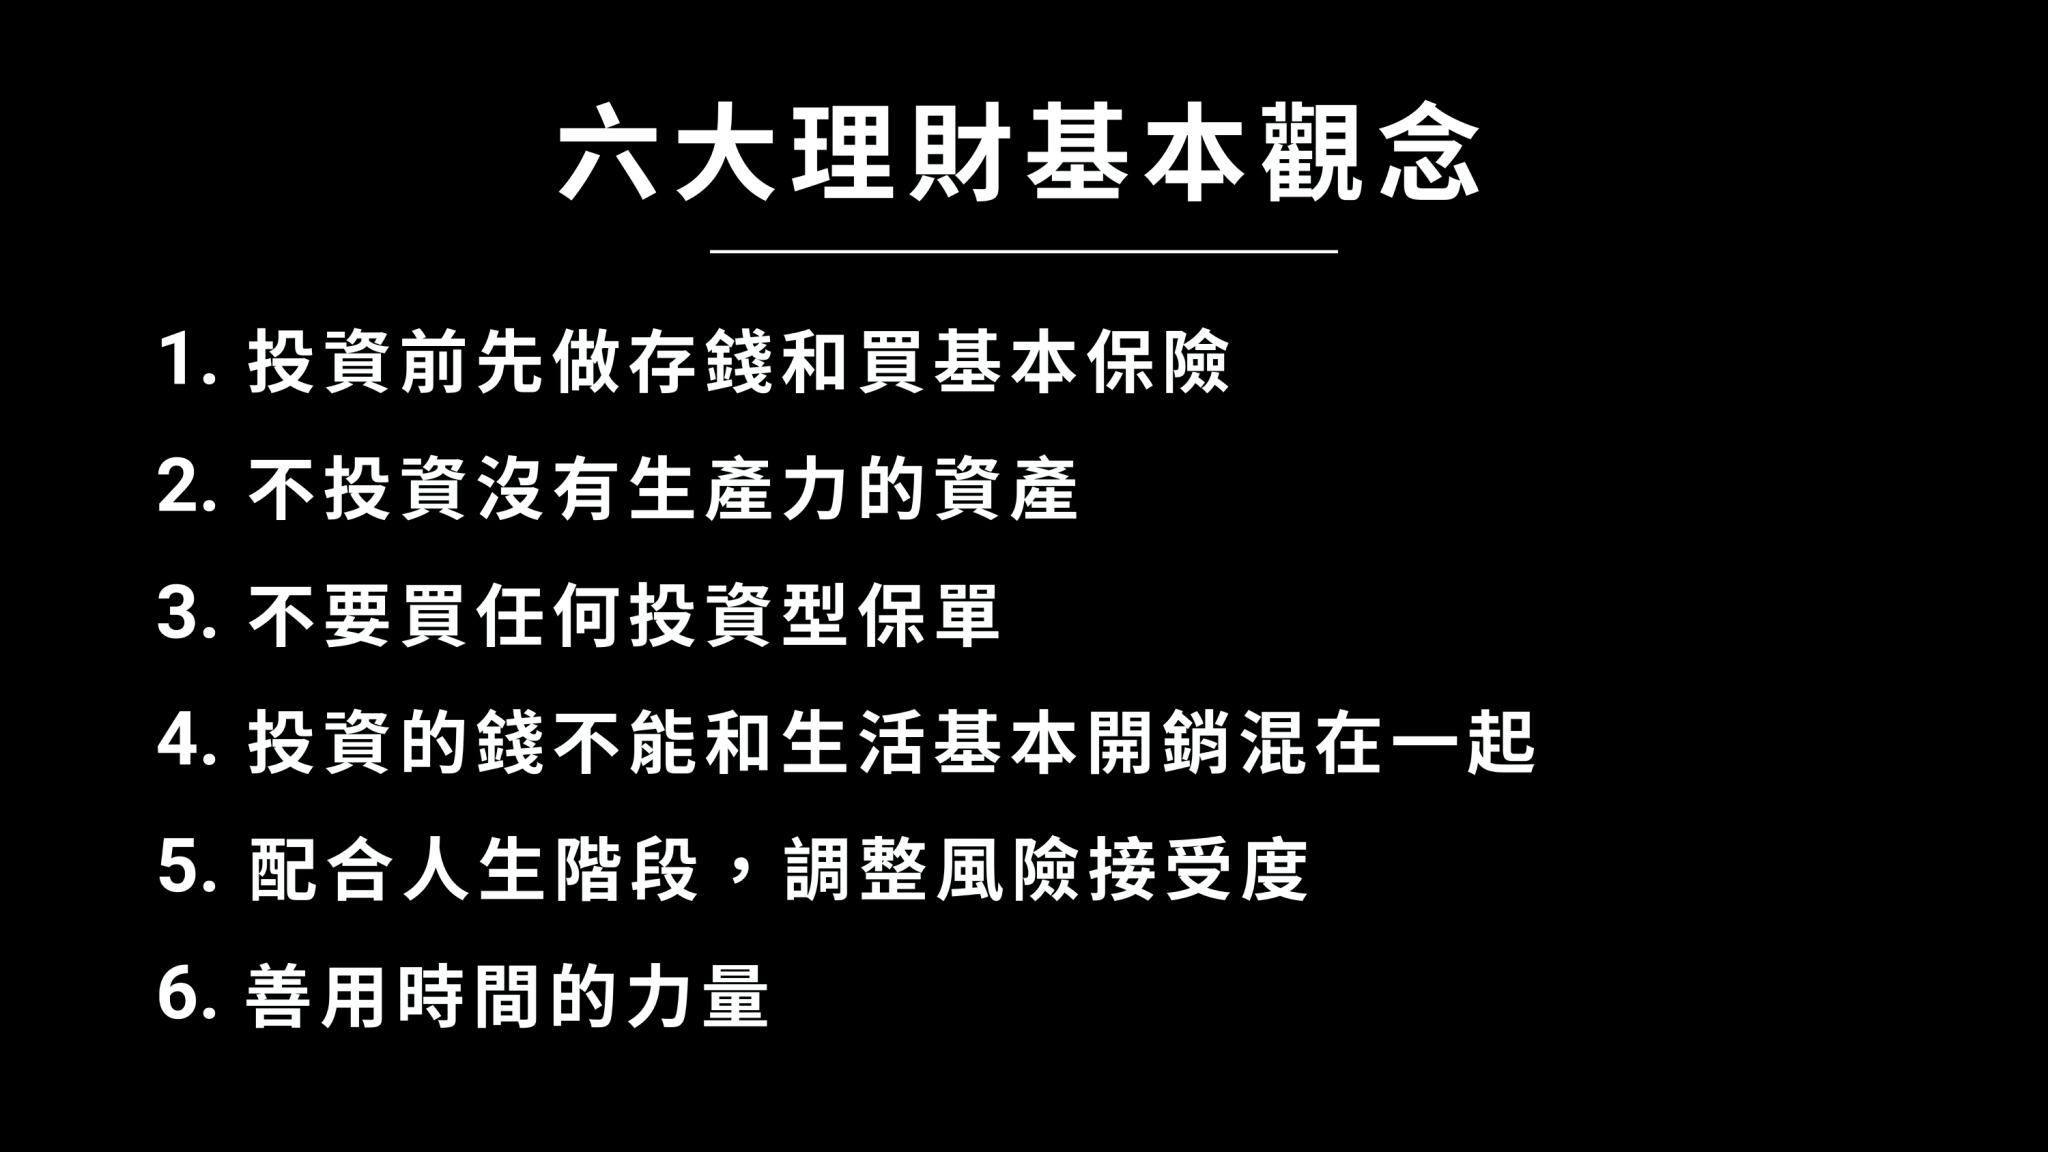 六大理財基本觀念
1. 投資前先做存錢和買基本保險
2. 不投資沒有生產力的資產
3. 不要買任何投資型保單
4. 投資的錢不能和生活基本開銷混在一起
5. 配合人生階段，調整風險接受度
6. 善用時間的力量